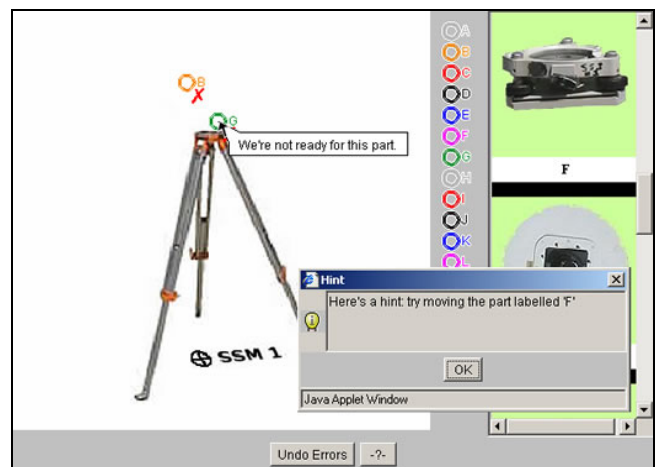 B
X
G
We're not ready for this part.
SSM 1
A
B
C
D
E
F
G
H
I
J
K
L
F
Hint
X
Here's a hint: try moving the part labelled 'F'
OK
Java Applet Window
Undo Errors
-?-